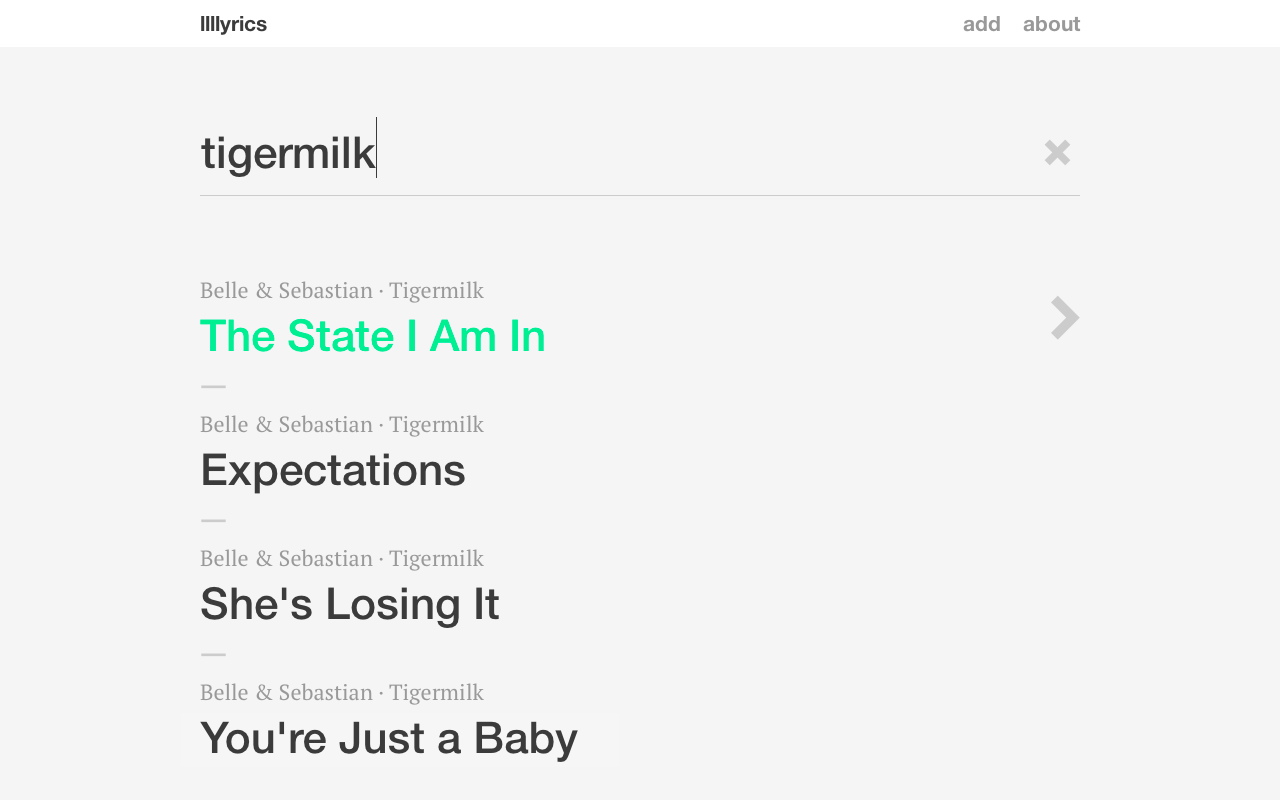 llllyrics
add about
tigermilk
Belle & Sebastian · Tigermilk
The State I Am In
—
Belle & Sebastian · Tigermilk
Expectations
—
Belle & Sebastian · Tigermilk
She's Losing It
—
Belle & Sebastian · Tigermilk
You're Just a Baby